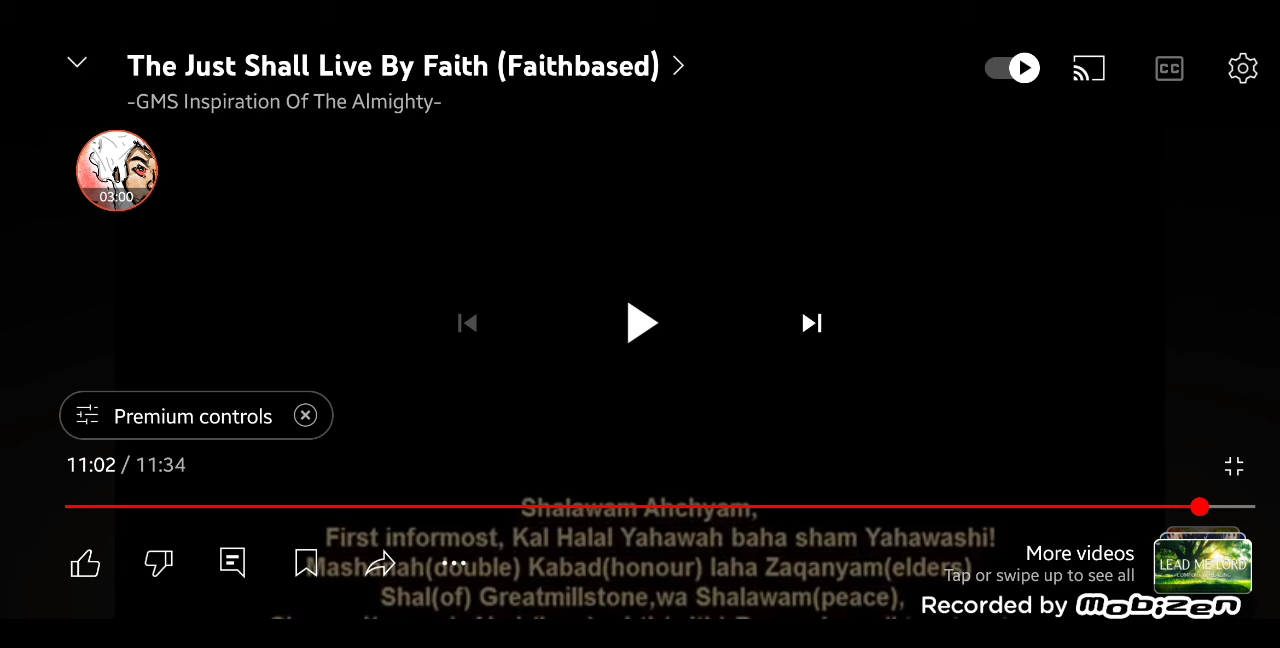 The Just Shall Live By Faith (Faithbased)
-GMS Inspiration Of The Almighty-
CC
03:00
Premium controls
11:02 / 11:34
Shalawam Ahchyam,
First informost, Kal Halal Yahawah baha sham Yahawashi!
(double) Kabad(honour) laha Zaqanyam(elders)
Shal(of) Greatmillstone,wa Shalawam(peace),
More videos
Tap or swipe up to see all
LEAD ME LORD
Recorded by mobizen